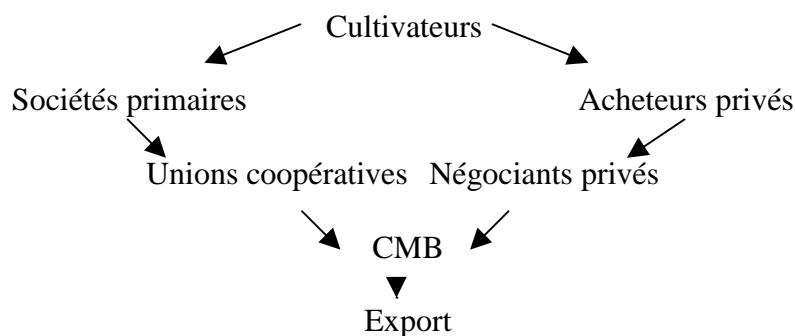 Cultivateurs
Sociétés primaires Acheteurs privés
Unions coopératives Négociants privés
CMB
Export